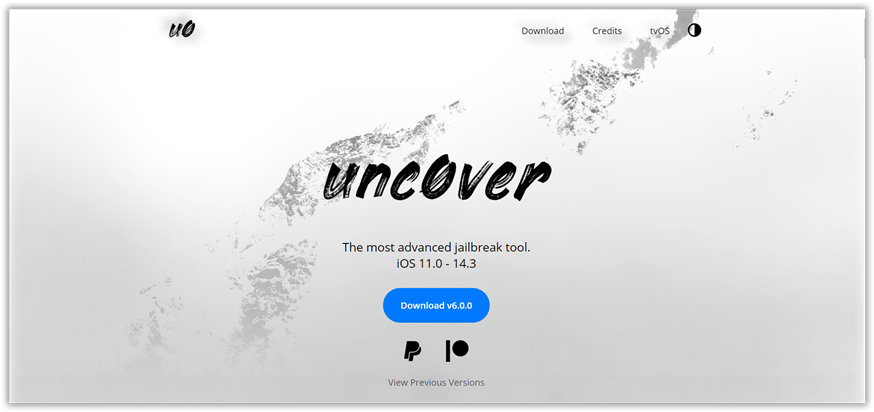 u0
Download
Credits
tvOS
unc0ver
The most advanced jailbreak tool.
iOS 11.0 - 14.3
Download v6.0.0
View Previous Versions